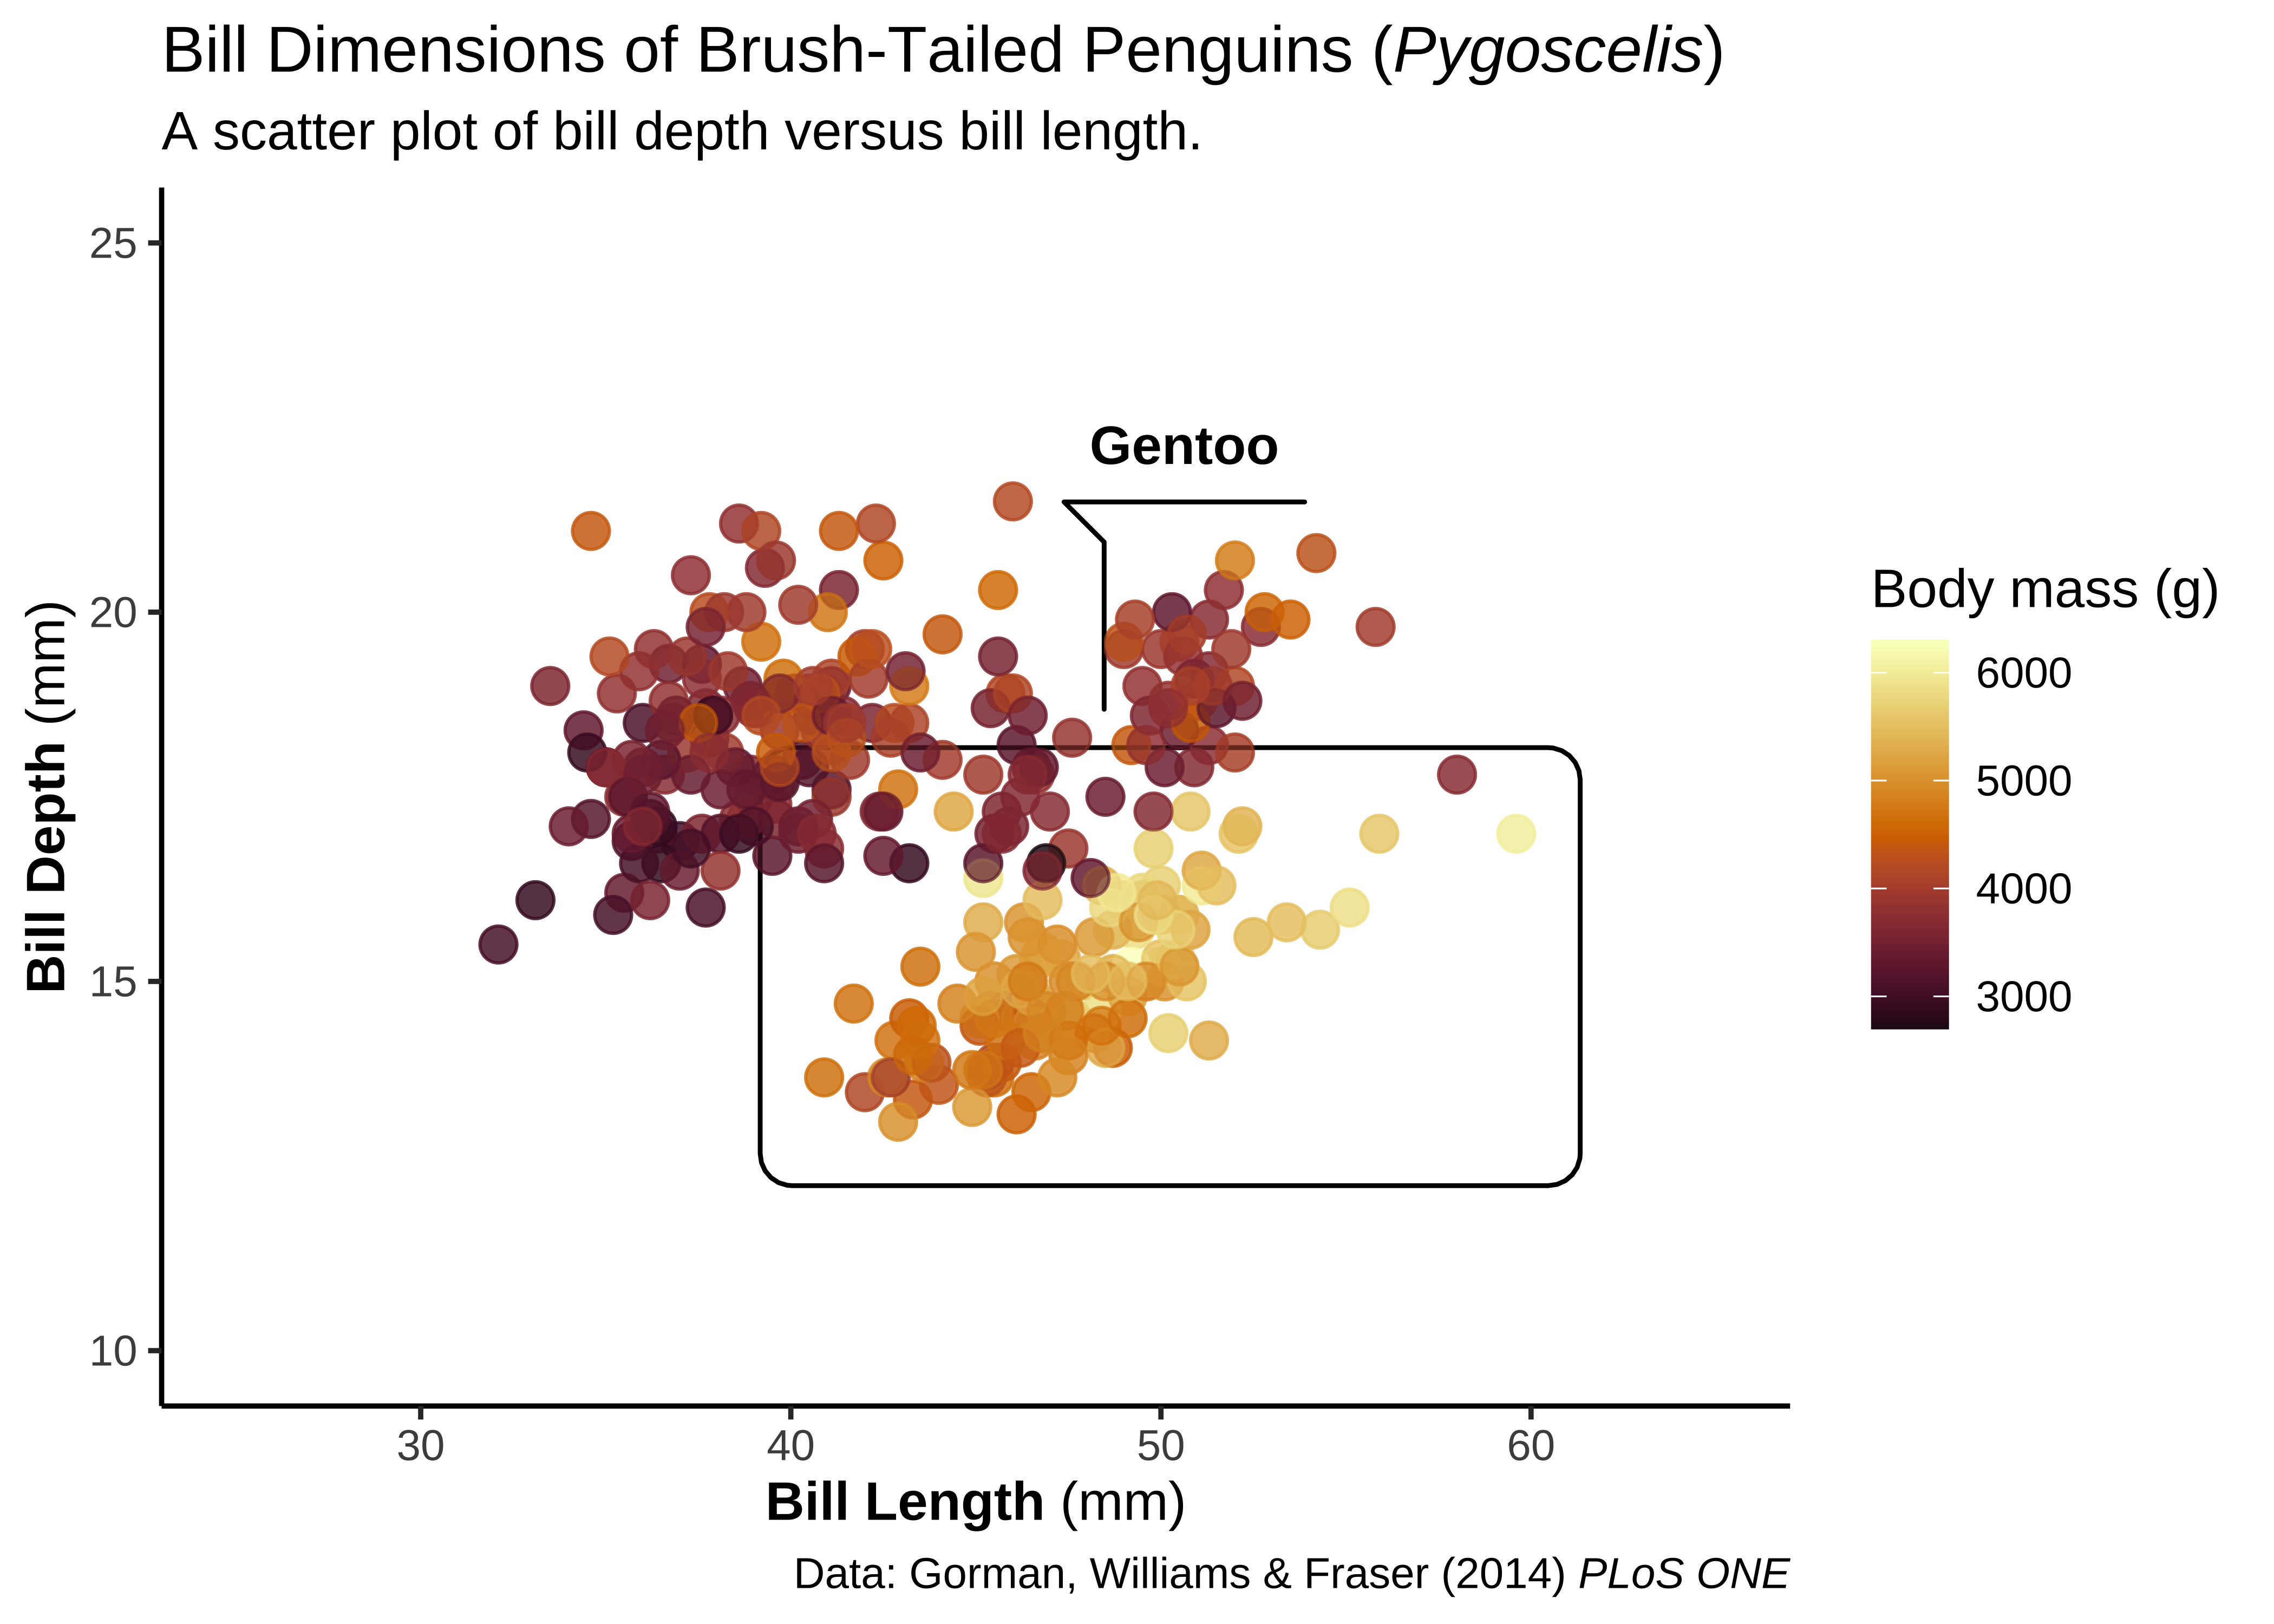 Bill Dimensions of Brush-Tailed Penguins (Pygoscelis)
A scatter plot of bill depth versus bill length.
Gentoo
25
20
15
10
Bill Depth (mm)
30 40 50 60
Bill Length (mm)
Body mass (g)
6000
5000
4000
3000
Data: Gorman, Williams & Fraser (2014) PLoS ONE